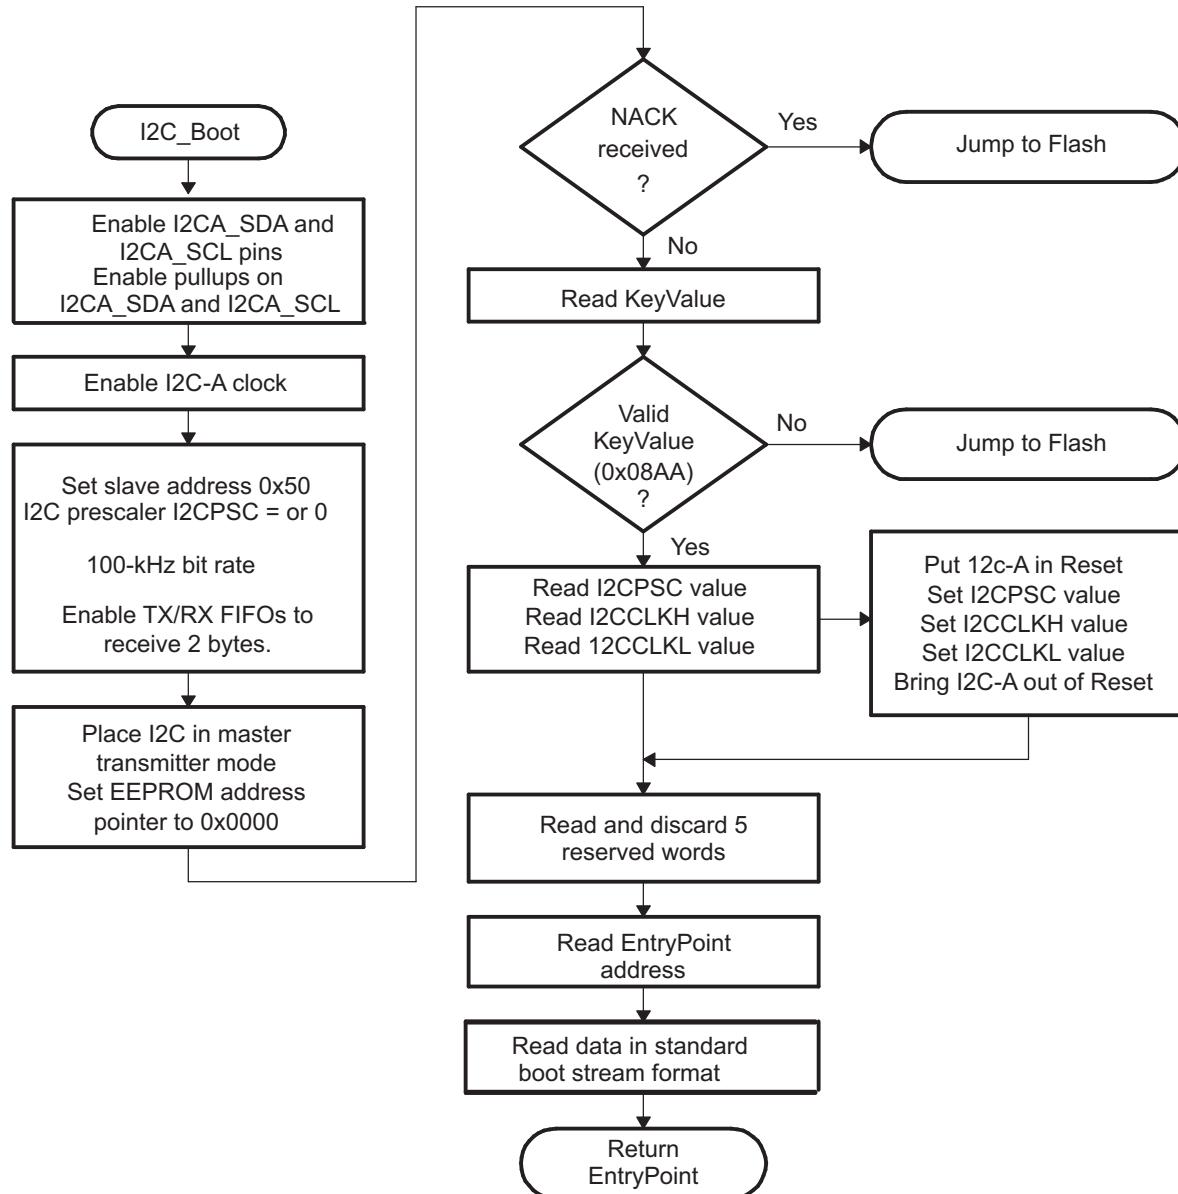 I2C_Boot
Enable I2CA_SDA and
I2CA_SCL pins
Enable pullups on
I2CA_SDA and I2CA_SCL
Enable I2C-A clock
Set slave address 0x50
I2C prescaler I2CPSC = or 0
100-kHz bit rate
Enable TX/RX FIFOs to
receive 2 bytes.
Place I2C in master
transmitter mode
Set EEPROM address
pointer to 0x0000
NACK
received
?
Yes
Jump to Flash
No
Read KeyValue
Valid
KeyValue
(0x08AA)
?
No
Jump to Flash
Yes
Read I2CPSC value
Read I2CCLKH value
Read 12CCLKL value
Put 12c-A in Reset
Set I2CPSC value
Set I2CCLKH value
Set I2CCLKL value
Bring I2C-A out of Reset
Read and discard 5
reserved words
Read EntryPoint
address
Read data in standard
boot stream format
Return
EntryPoint